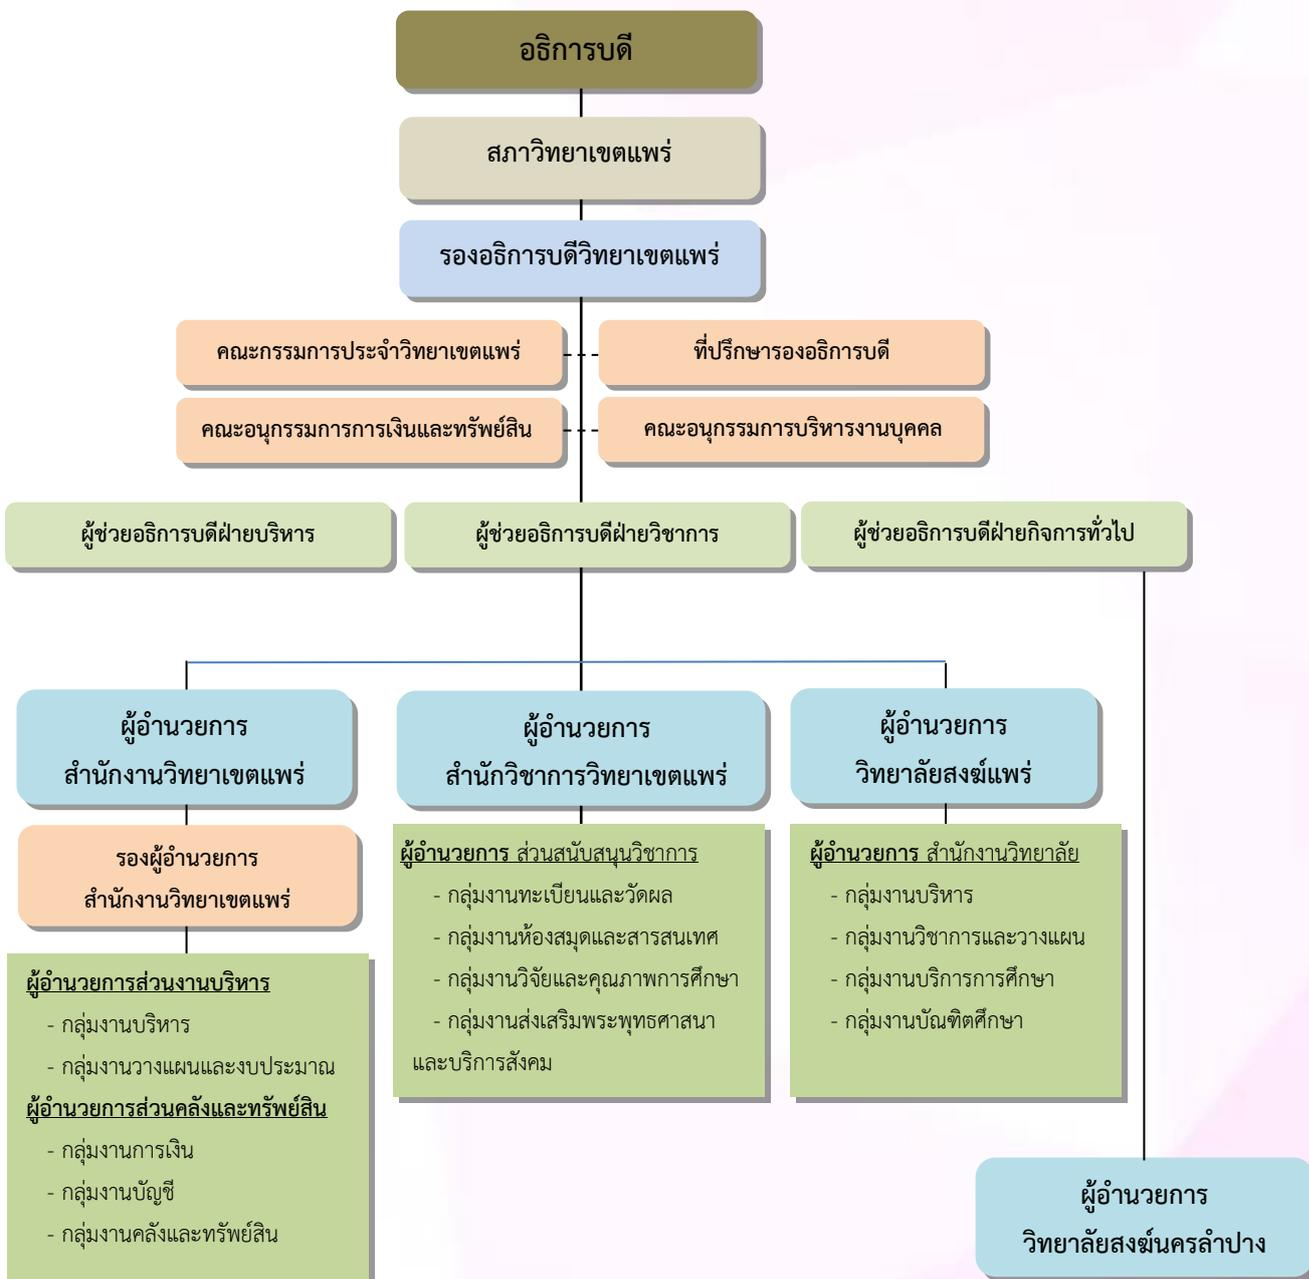 อธิการบดี
สภาวิทยาเขตแพร่
รองอธิการบดีวิทยาเขตแพร่
คณะกรรมการประจำวิทยาเขตแพร่
ที่ปรึกษารองอธิการบดี
คณะอนุกรรมการการเงินและทรัพย์สิน
คณะอนุกรรมการบริหารงานบุคคล
ผู้ช่วยอธิการบดีฝ่ายบริหาร
ผู้ช่วยอธิการบดีฝ่ายวิชาการ
ผู้ช่วยอธิการบดีฝ่ายกิจการทั่วไป
ผู้อำนวยการ
สำนักงานวิทยาเขตแพร่
รองผู้อำนวยการ
สำนักงานวิทยาเขตแพร่
ผู้อำนวยการส่วนงานบริหาร
- กลุ่มงานบริหาร
- กลุ่มงานวางแผนและงบประมาณ
ผู้อำนวยการส่วนคลังและทรัพย์สิน
- กลุ่มงานการเงิน
- กลุ่มงานบัญชี
- กลุ่มงานคลังและทรัพย์สิน
ผู้อำนวยการ
สำนักวิชาการวิทยาเขตแพร่
ผู้อำนวยการ ส่วนสนับสนุนวิชาการ
- กลุ่มงานทะเบียนและวัดผล
- กลุ่มงานห้องสมุดและสารสนเทศ
- กลุ่มงานวิจัยและคุณภาพการศึกษา
- กลุ่มงานส่งเสริมพระพุทธศาสนา
และบริการสังคม
ผู้อำนวยการ
วิทยาลัยสงฆ์แพร่
ผู้อำนวยการ สำนักงานวิทยาลัย
- กลุ่มงานบริหาร
- กลุ่มงานวิชาการและวางแผน
- กลุ่มงานบริการการศึกษา
- กลุ่มงานบัณฑิตศึกษา
ผู้อำนวยการ
วิทยาลัยสงฆ์นครลำปาง